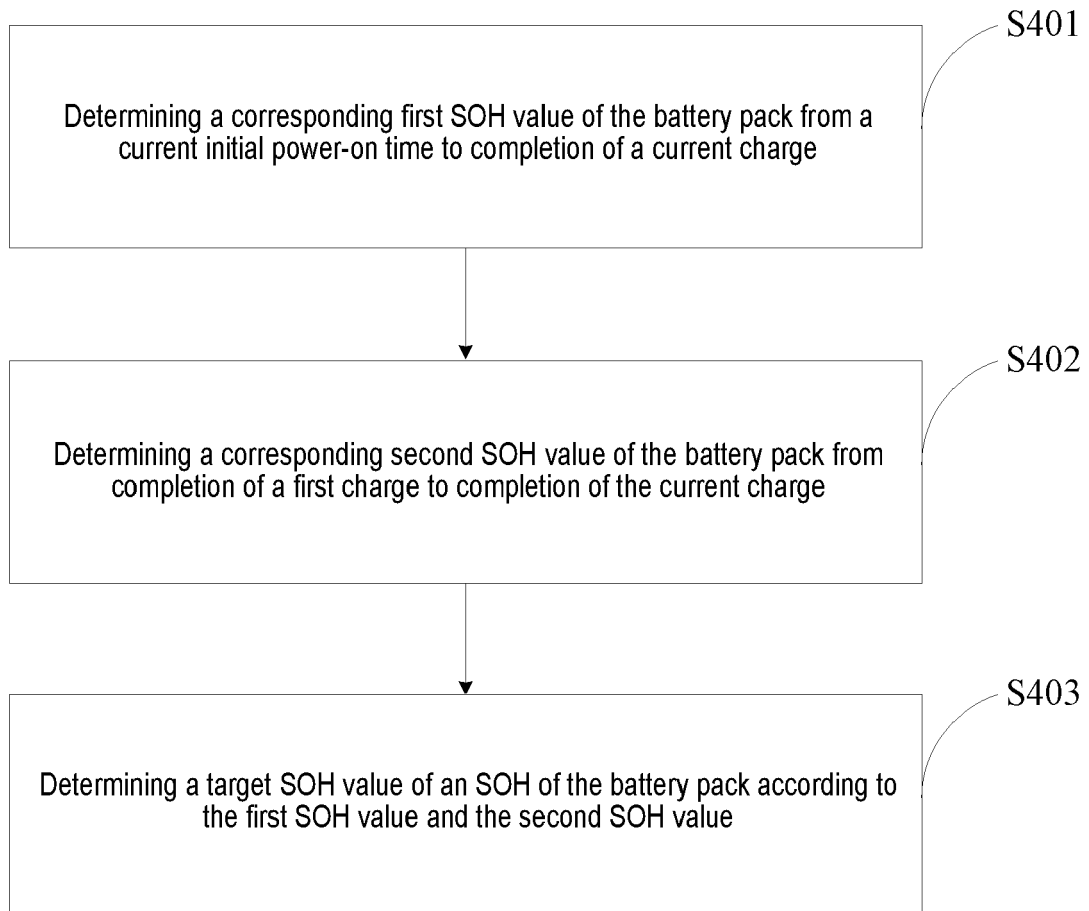 S401
Determining a corresponding first SOH value of the battery pack from a
current initial power-on time to completion of a current charge
S402
Determining a corresponding second SOH value of the battery pack from
completion of a first charge to completion of the current charge
S403
Determining a target SOH value of an SOH of the battery pack according to
the first SOH value and the second SOH value